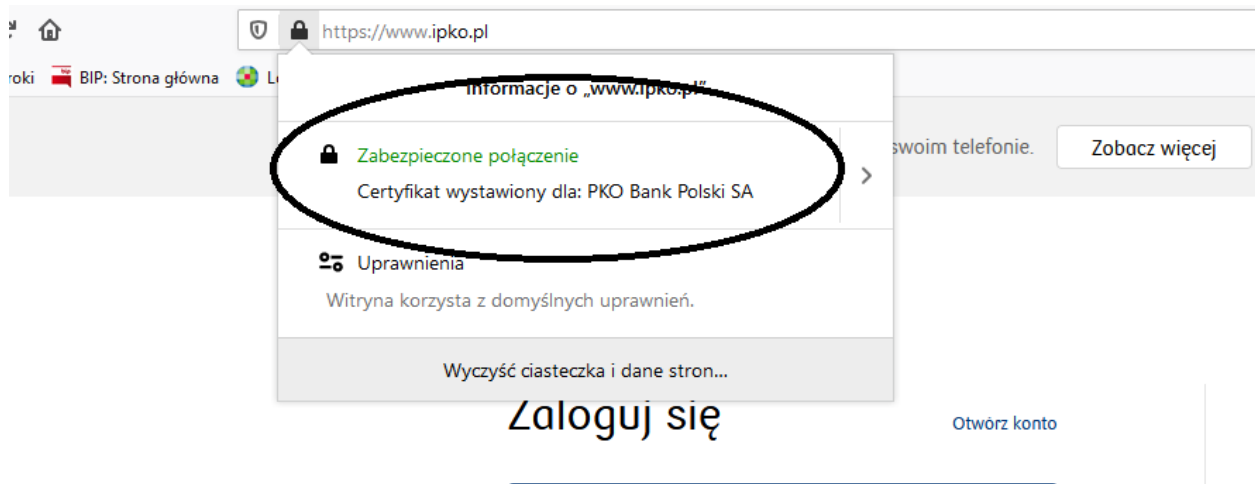 https://www.ipko.pl
roki BIP: Strona główna
Informacje o „www.ipko.pl”
Zabezpieczone połączenie
Certyfikat wystawiony dla: PKO Bank Polski SA
swoim telefonie.
Zobacz więcej
Uprawnienia
Witryna korzysta z domyślnych uprawnień.
Wyczyść ciasteczka i dane stron...
Zaloguj się
Otwórz konto